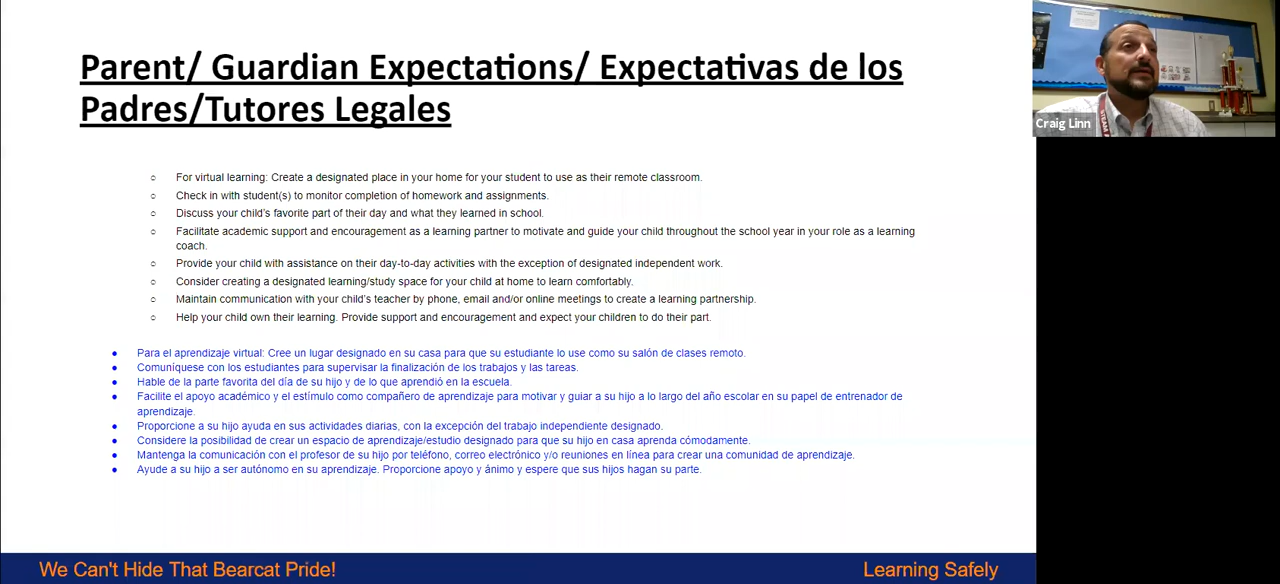 Parent/ Guardian Expectations/ Expectativas de los
Padres/Tutores Legales
Craig Linn
○ For virtual learning: Create a designated place in your home for your student to use as their remote classroom.
○ Check in with student(s) to monitor completion of homework and assignments.
○ Discuss your child's favorite part of their day and what they learned in school.
○ Facilitate academic support and encouragement as a learning partner to motivate and guide your child throughout the school year in your role as a learning
coach.
○ Provide your child with assistance on their day-to-day activities with the exception of designated independent work.
○ Consider creating a designated learning/study space for your child at home to learn comfortably.
○ Maintain communication with your child's teacher by phone, email and/or online meetings to create a learning partnership.
○ Help your child own their learning. Provide support and encouragement and expect your children to do their part.
● Para el aprendizaje virtual: Cree un lugar designado en su casa para que su estudiante lo use como su salón de clases remoto.
● Comuníquese con los estudiantes para supervisar la finalización de los trabajos y las tareas.
● Hable de la parte favorita del día de su hijo y de lo que aprendió en la escuela.
● Facilite el apoyo académico y el estímulo como compañero de aprendizaje para motivar y guiar a su hijo a lo largo del año escolar en su papel de entrenador de
aprendizaje.
● Proporcione a su hijo ayuda en sus actividades diarias, con la excepción del trabajo independiente designado.
● Considere la posibilidad de crear un espacio de aprendizaje/estudio designado para que su hijo en casa aprenda cómodamente.
● Mantenga la comunicación con el profesor de su hijo por teléfono, correo electrónico y/o reuniones en línea para crear una comunidad de aprendizaje.
● Ayude a su hijo a ser autónomo en su aprendizaje. Proporcione apoyo y ánimo y espere que sus hijos hagan su parte.
We Can't Hide That Bearcat Pride!
Learning Safely